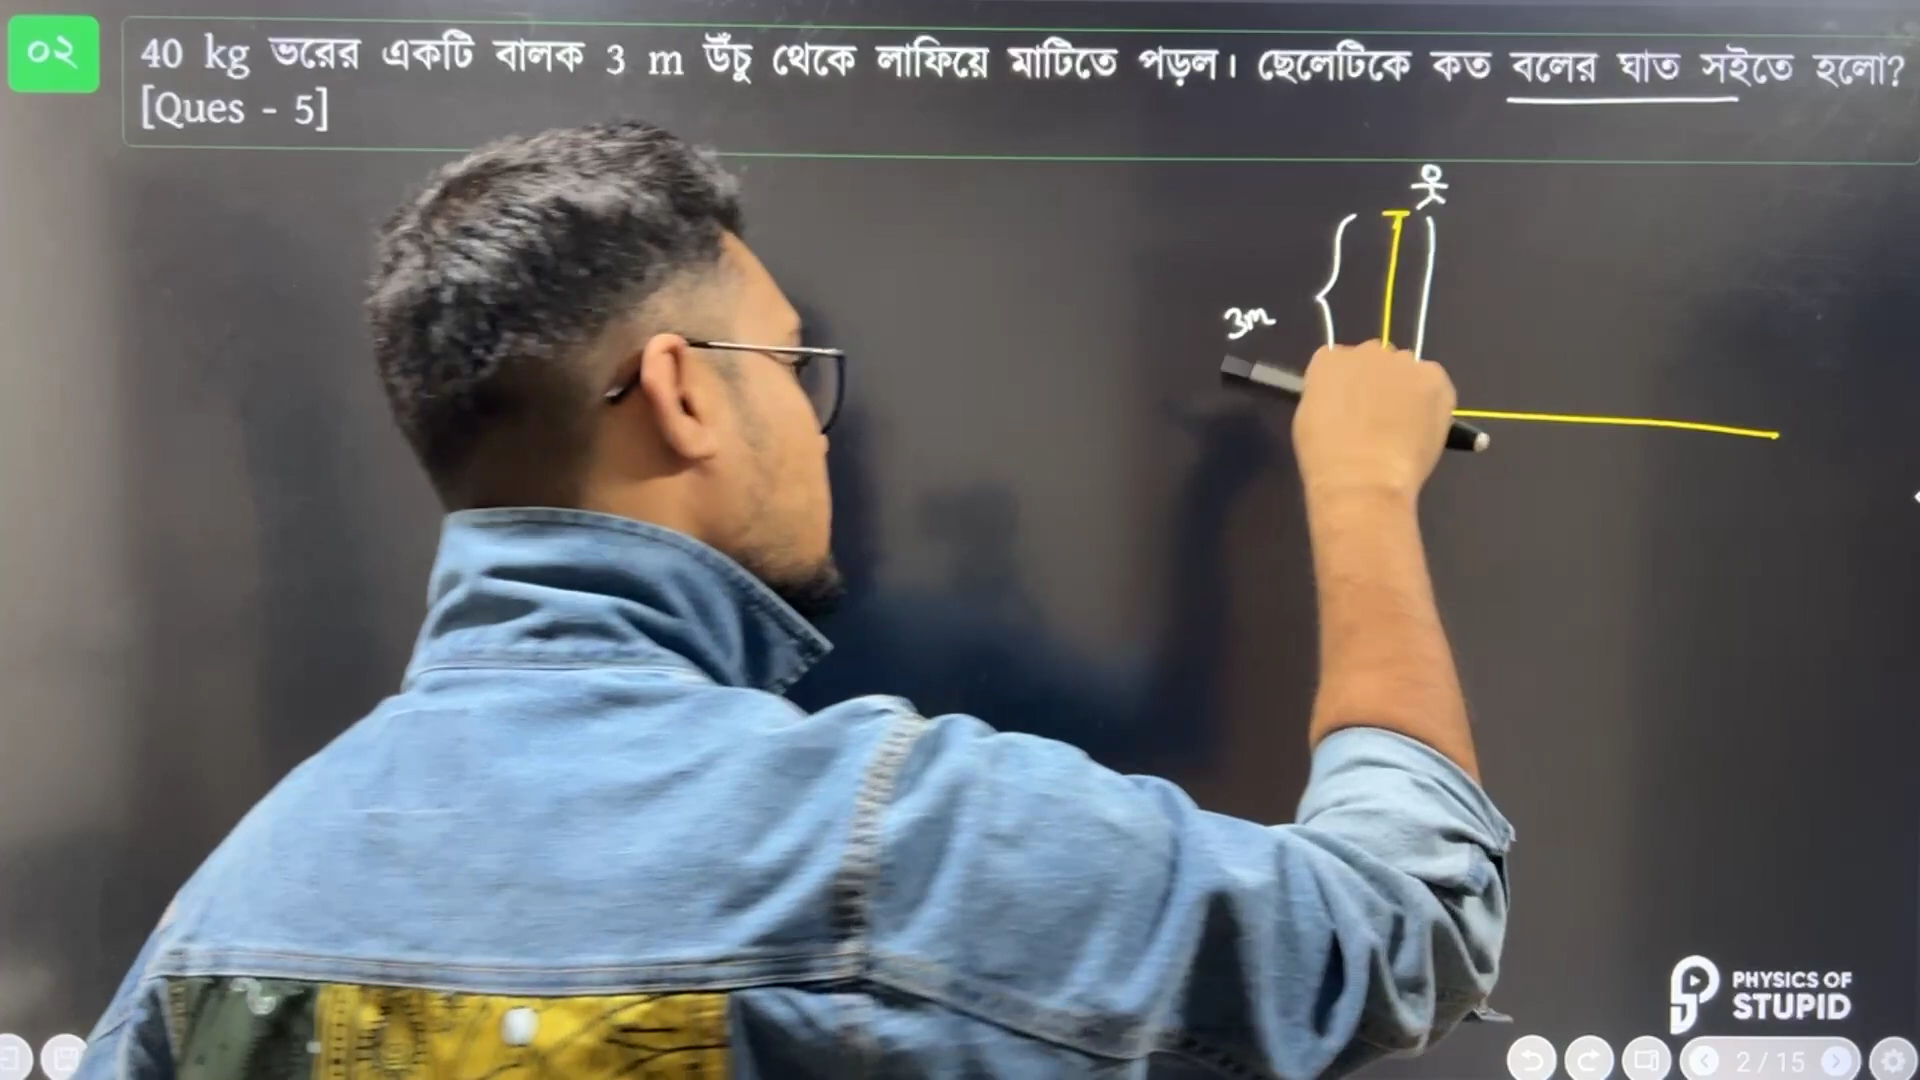 ০২
40 kg ভরের একটি বালক 3 m উঁচু থেকে লাফিয়ে মাটিতে পড়ল। ছেলেটিকে কত বলের ঘাত সইতে হলো?
[Ques - 5]
3m
PHYSICS OF
STUPID
2 / 15